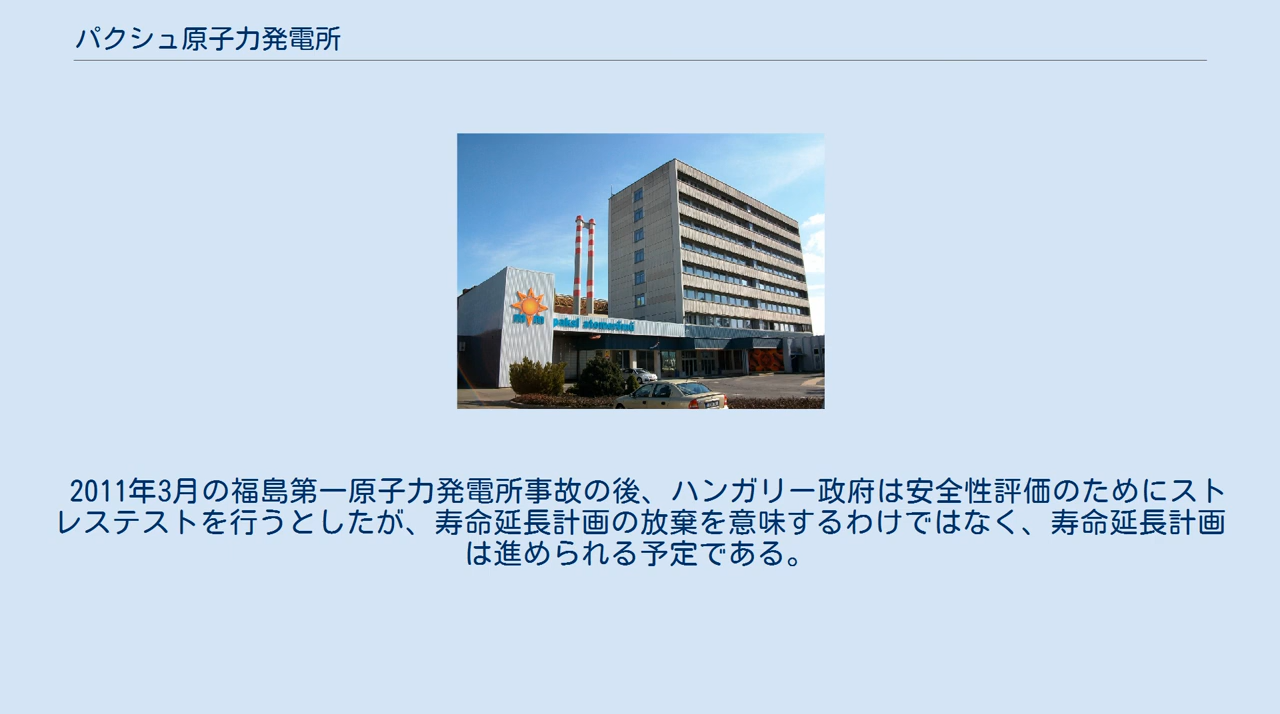 パクシュ原子力発電所
paksi atomerőmű
2011年3月の福島第一原子力発電所事故の後、ハンガリー政府は安全性評価のためにスト
レステストを行うとしたが、寿命延長計画の放棄を意味するわけではなく、寿命延長計画
は進められる予定である。